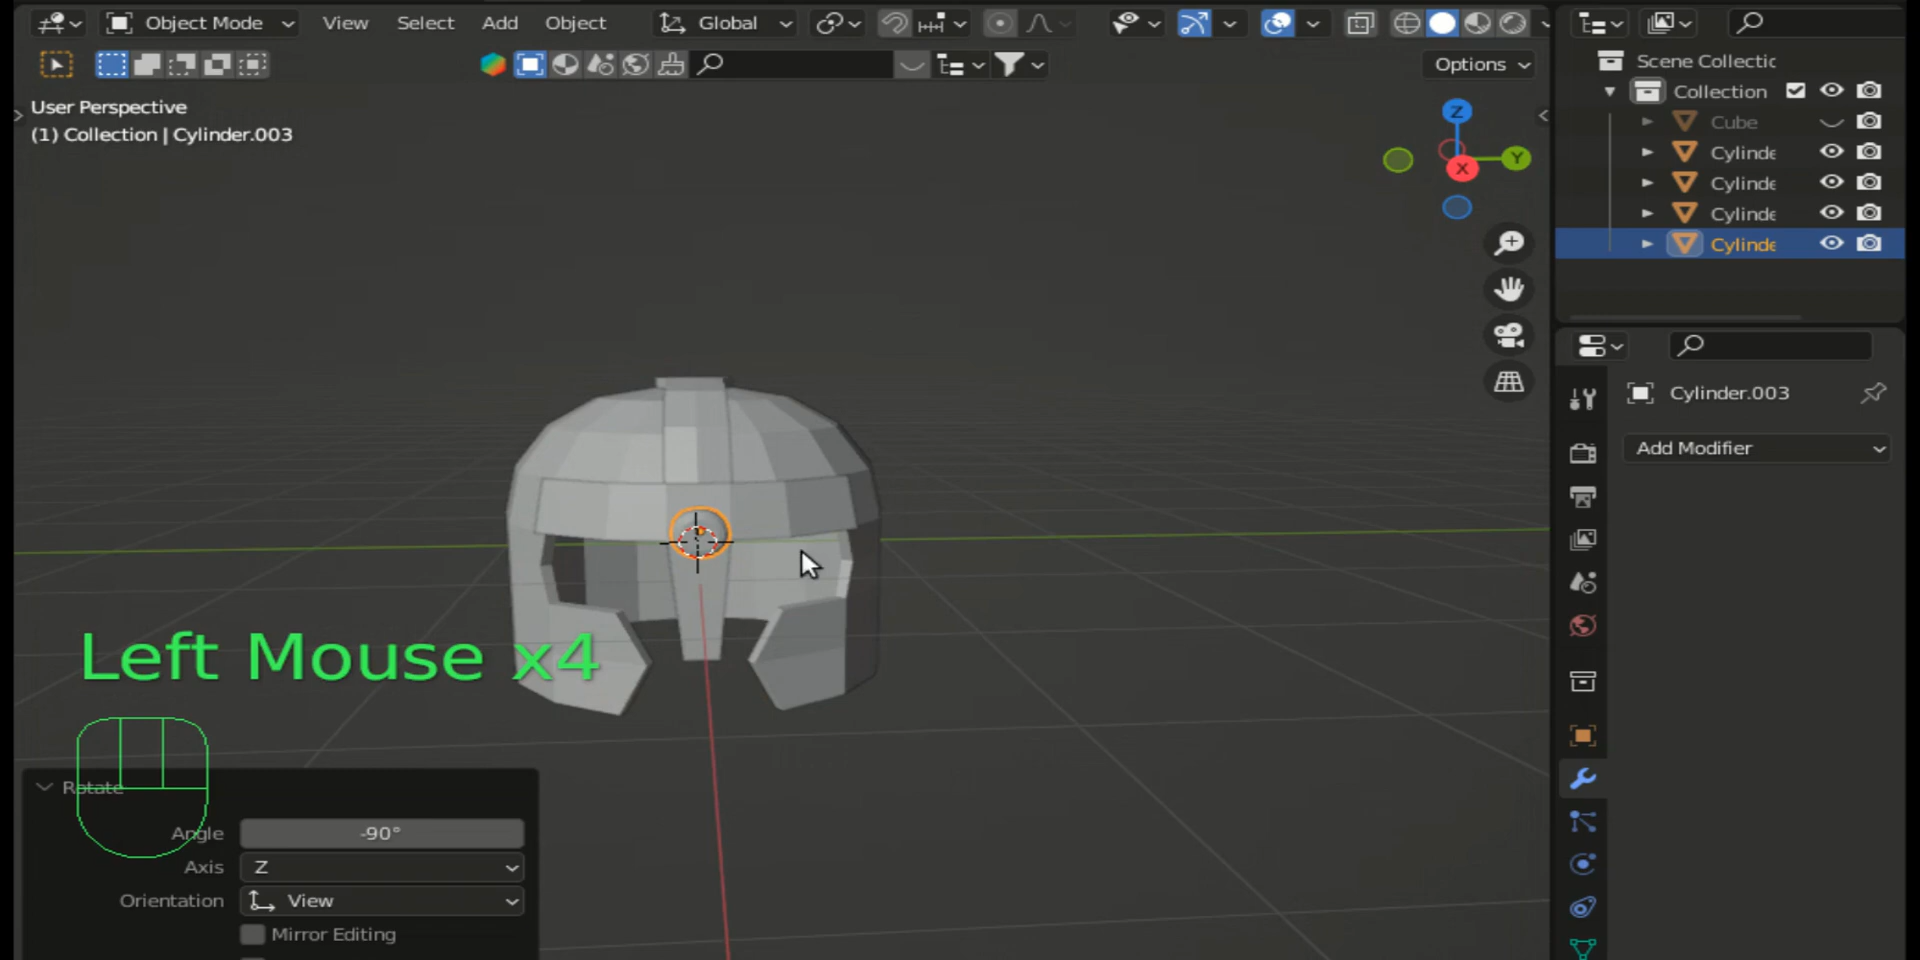 Object Mode View Select Add Object Global
Options
User Perspective
(1) Collection | Cylinder.003
Z
Y
X
Scene Collectic
Collection
Cube
Cylinde
Cylinde
Cylinde
Cylinde
Cylinder.003
Add Modifier
Left Mouse x4
Rotate
Angle -90°
Axis Z
Orientation View
Mirror Editing